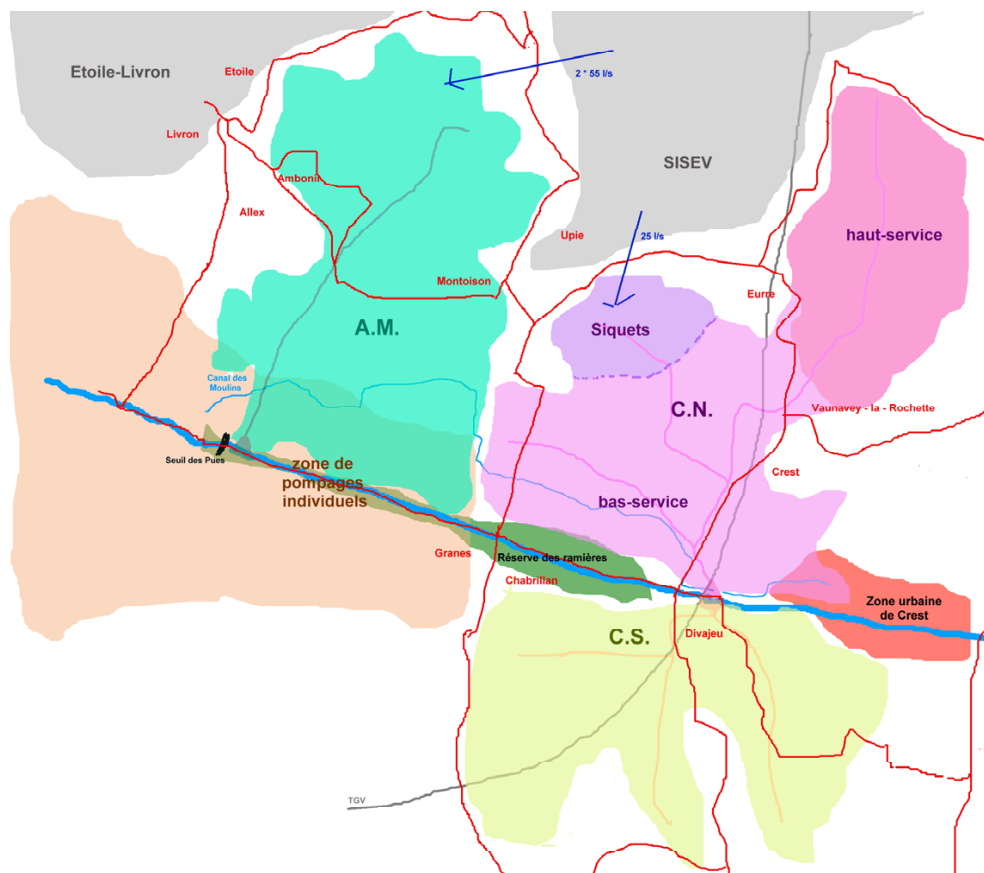 Etoile-Livron
Etoile
2 * 55 l/s
Livron
SISEV
Ambonil
Allex
Upie
25 l/s
haut-service
Montoison
Eurre
A.M.
Siquets
Canal des
Moulins
C.N.
Vaunavey - la - Rochette
Seuil des Pues
zone de
pompages
individuels
Crest
bas-service
Granes
Réserve des ramières
Chabrillan
Zone urbaine
de Crest
C.S.
Divajeu
TGV